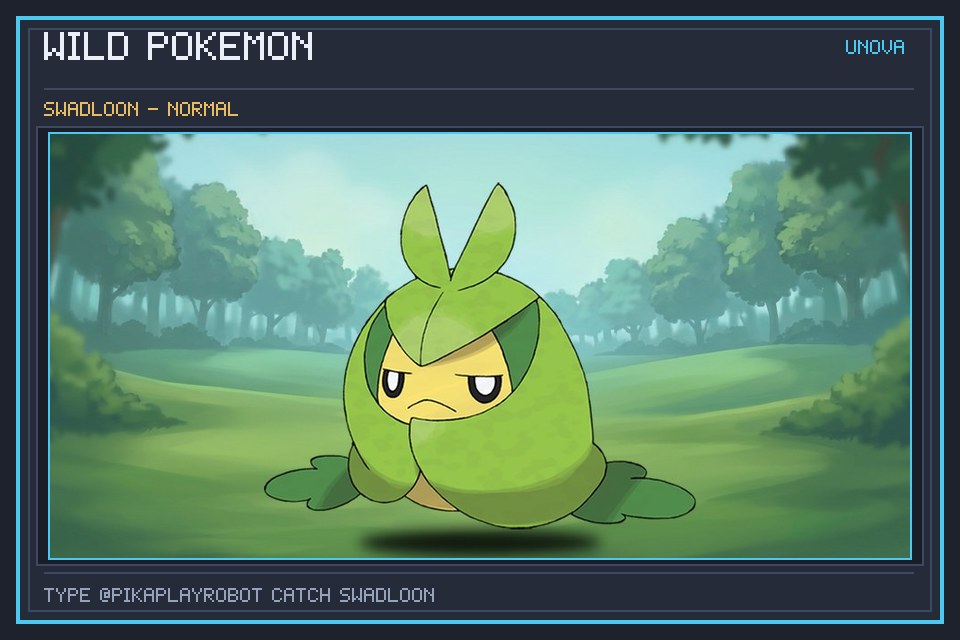 WILD POKEMON
UNOVA
SWADLOON - NORMAL
TYPE @PIKAPLAYROBOT CATCH SWADLOON